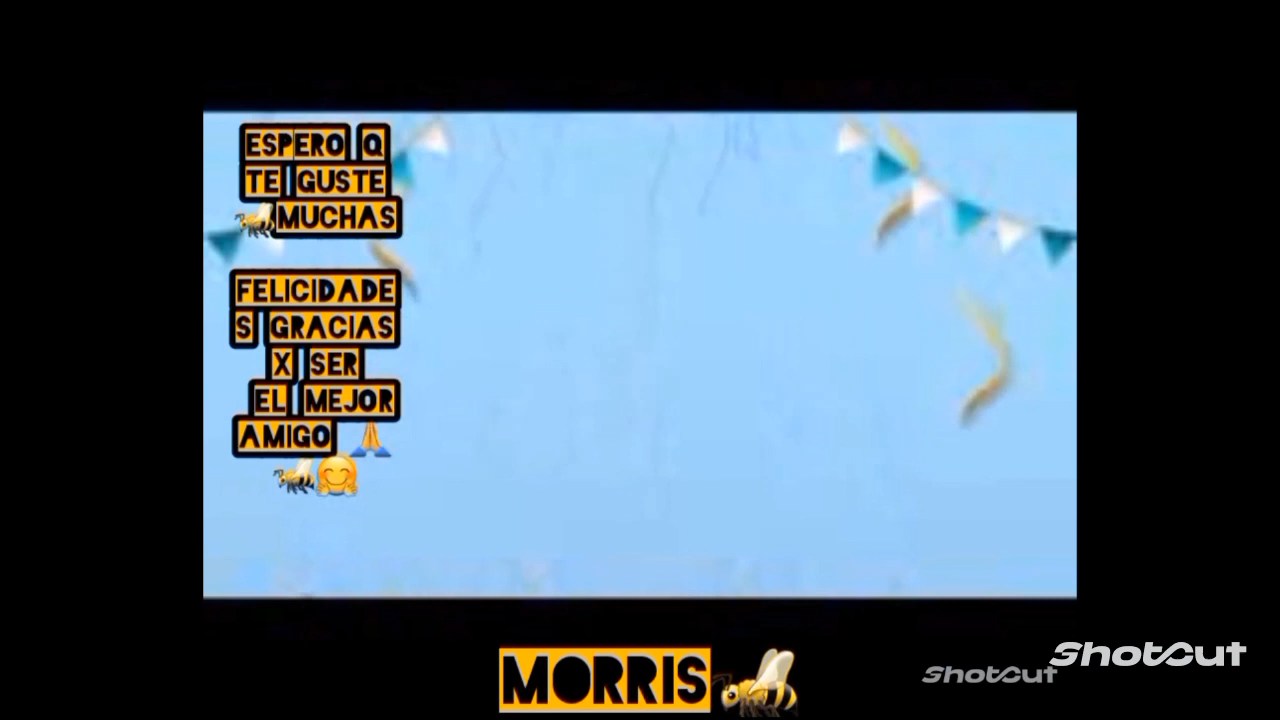 ESPERO Q
TE GUSTE
🐝MUCHAS
FELICIDADE
S GRACIAS
X SER
EL MEJOR
AMIGO 🙏
🐝🤗
MORRIS🐝
ShotCut
ShotCut